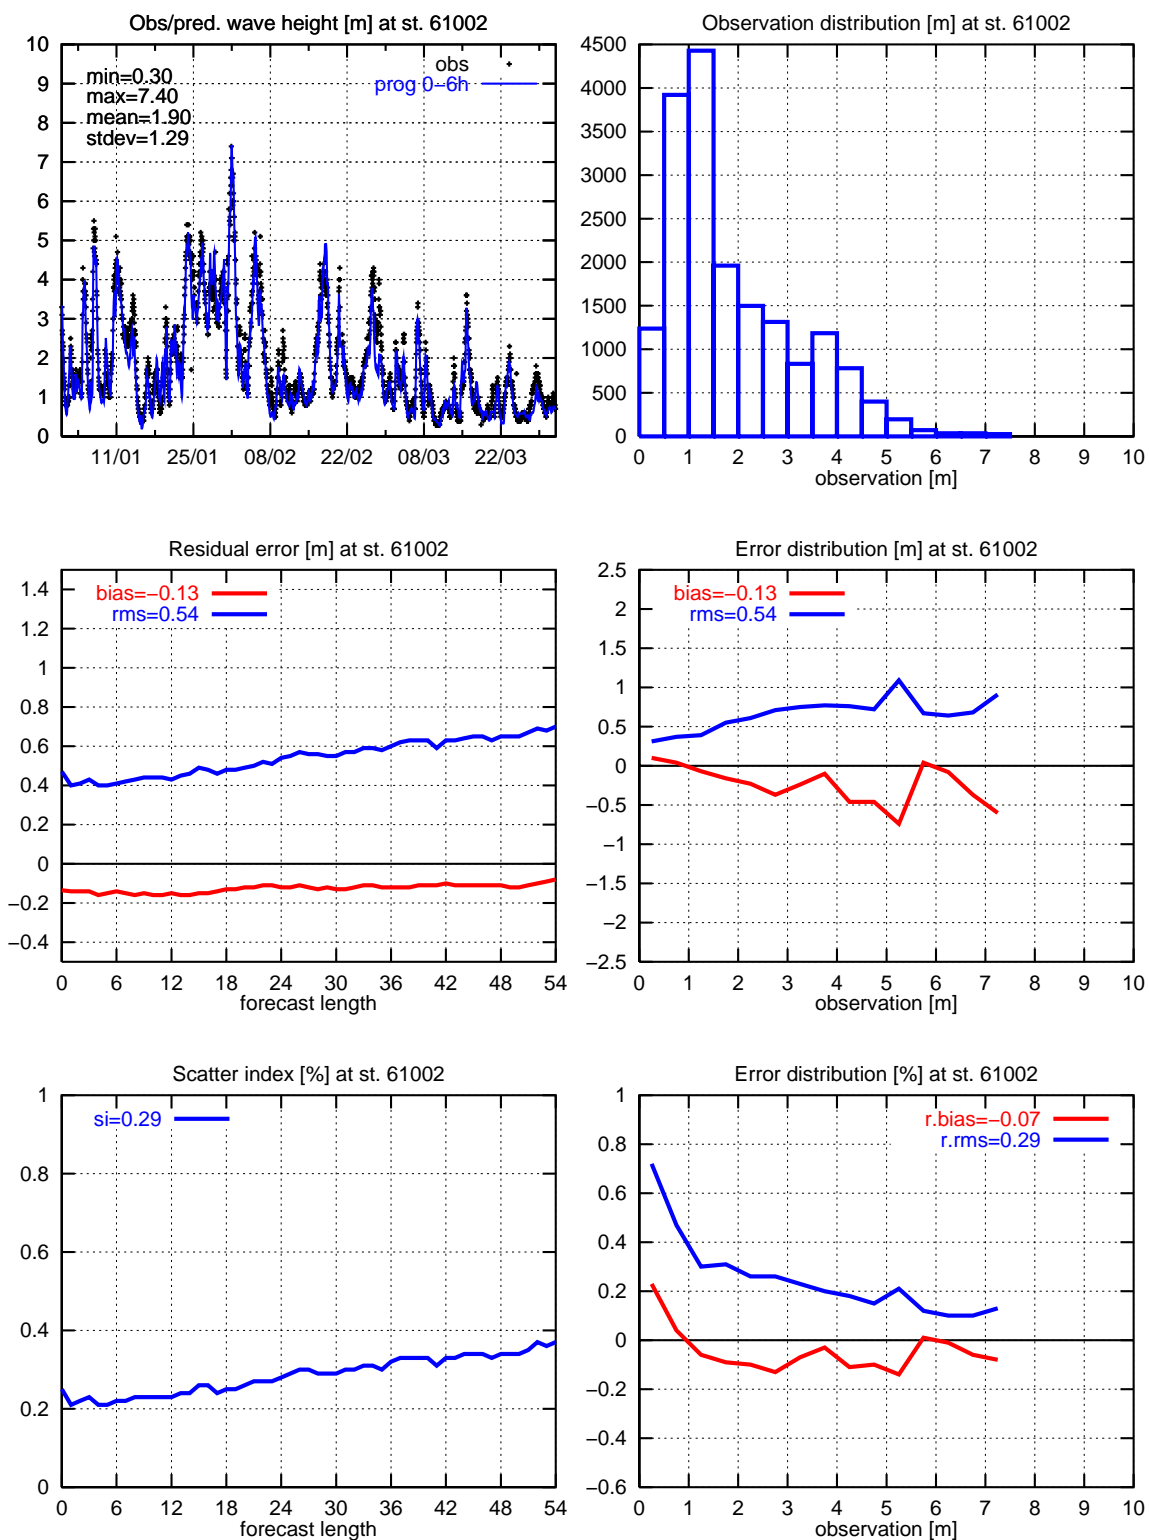 Obs/pred. wave height [m] at st. 61002
10
9
8
7
6
5
4
3
2
1
0
min=0.30
max=7.40
mean=1.90
stdev=1.29
obs
prog 0−6h
11/01 25/01 08/02 22/02 08/03 22/03
Observation distribution [m] at st. 61002
4500
4000
3500
3000
2500
2000
1500
1000
500
0
0 1 2 3 4 5 6 7 8 9 10
observation [m]
Residual error [m] at st. 61002
1.4
1.2
1
0.8
0.6
0.4
0.2
0
−0.2
−0.4
bias=−0.13
rms=0.54
0 6 12 18 24 30 36 42 48 54
forecast length
Error distribution [m] at st. 61002
2.5
2
1.5
1
0.5
0
−0.5
−1
−1.5
−2
−2.5
bias=−0.13
rms=0.54
0 1 2 3 4 5 6 7 8 9 10
observation [m]
Scatter index [%] at st. 61002
1
0.8
0.6
0.4
0.2
0
si=0.29
0 6 12 18 24 30 36 42 48 54
forecast length
Error distribution [%] at st. 61002
1
0.8
0.6
0.4
0.2
0
−0.2
−0.4
−0.6
r.bias=−0.07
r.rms=0.29
0 1 2 3 4 5 6 7 8 9 10
observation [m]